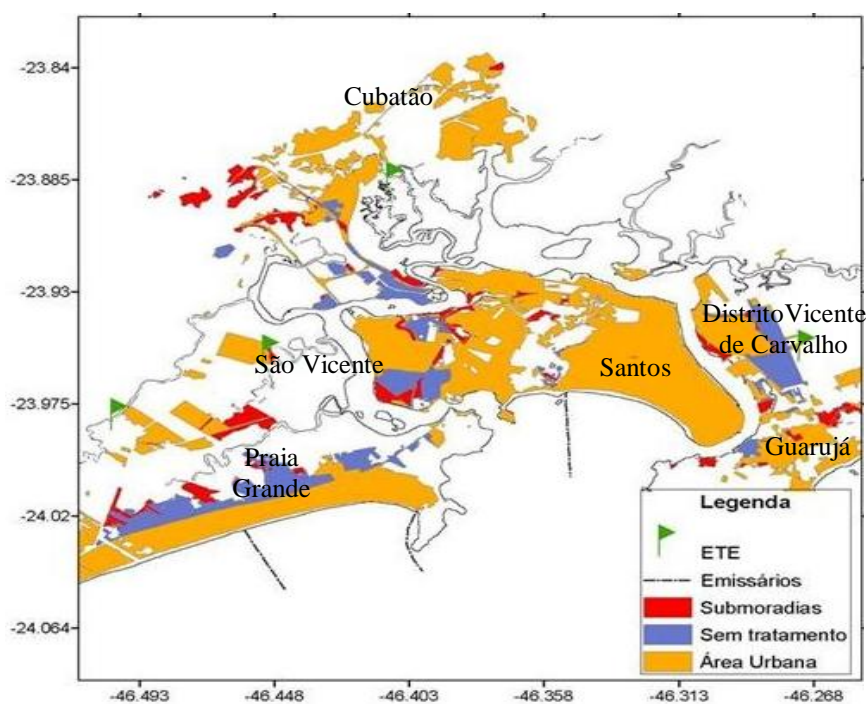 -23.84
Cubatão
-23.885
-23.93
Distrito Vicente
de Carvalho
São Vicente
Santos
-23.975
Guarujá
Praia
Grande
-24.02
-24.064
Legenda
ETE
Emissários
Submoradias
Sem tratamento
Área Urbana
-46.493
-46.448
-46.403
-46.358
-46.313
-46.268